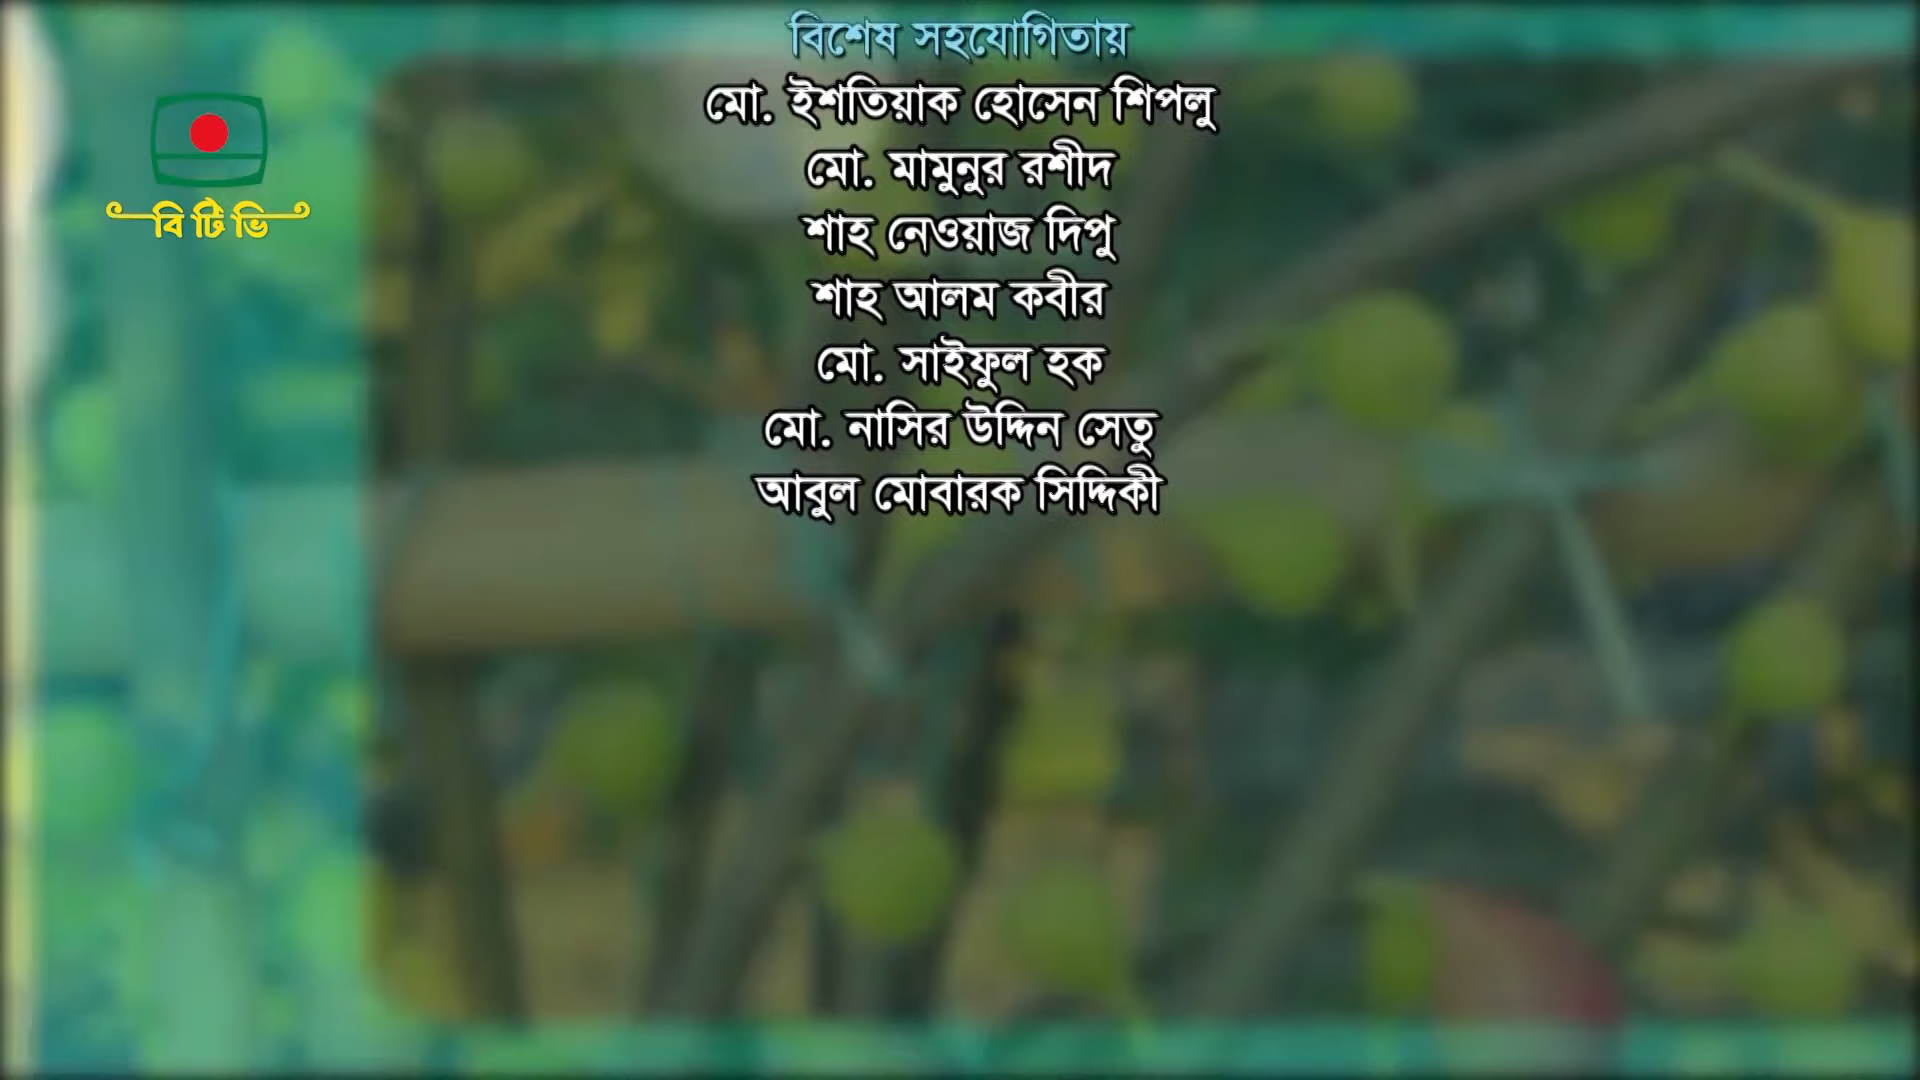 বিশেষ সহযোগিতায়
মো. ইশতিয়াক হোসেন শিপলু
মো. মামুনুর রশীদ
শাহ নেওয়াজ দিপু
শাহ আলম কবীর
মো. সাইফুল হক
মো. নাসির উদ্দিন সেতু
আবুল মোবারক সিদ্দিকী
বি টি ভি